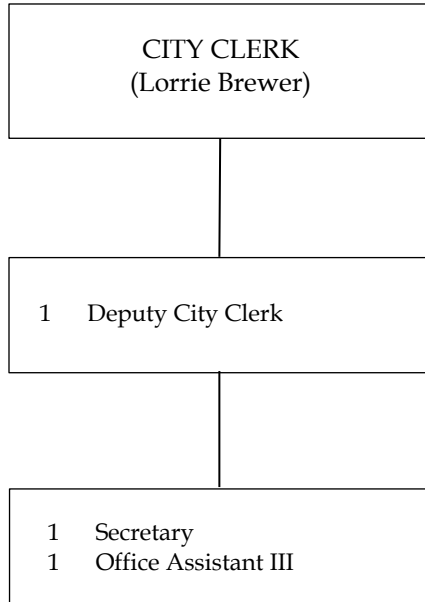 CITY CLERK
(Lorrie Brewer)
1 Deputy City Clerk
1 Secretary
1 Office Assistant III